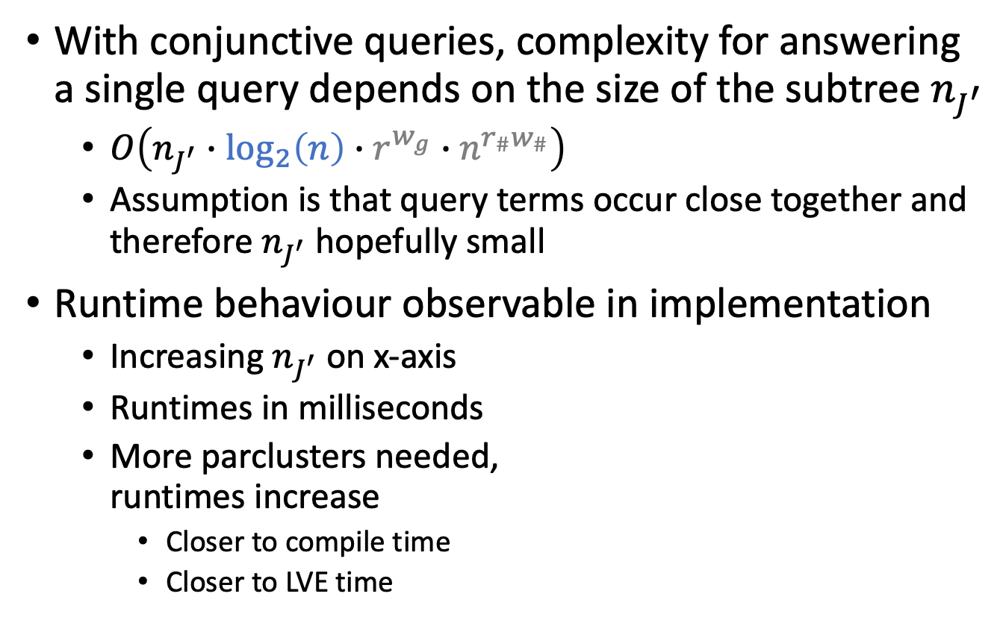 • With conjunctive queries, complexity for answering
a single query depends on the size of the subtree $n_{J'}$
• $O(n_{J'} \cdot \log_2(n) \cdot r^{w_g} \cdot n^{r_\# w_\#})$
• Assumption is that query terms occur close together and
therefore $n_{J'}$ hopefully small
• Runtime behaviour observable in implementation
• Increasing $n_{J'}$ on x-axis
• Runtimes in milliseconds
• More parclusters needed,
runtimes increase
• Closer to compile time
• Closer to LVE time